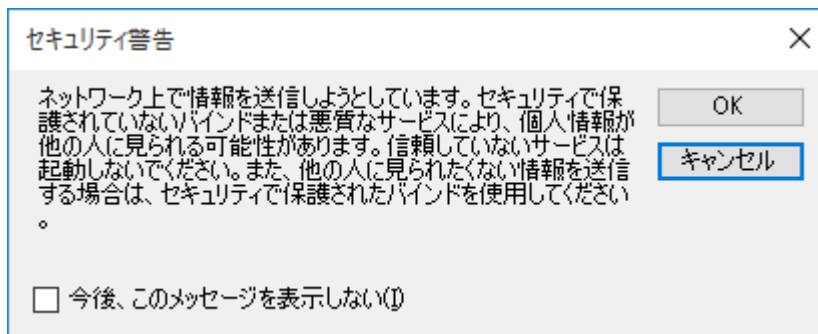 セキュリティ警告
ネットワーク上で情報を送信しようとしています。セキュリティで保
護されていないバインドまたは悪質なサービスにより、個人情報が
他の人に見られる可能性があります。信頼していないサービスは
起動しないでください。また、他の人に見られたくない情報を送信
する場合は、セキュリティで保護されたバインドを使用してください
。
OK
キャンセル
今後、このメッセージを表示しない(I)